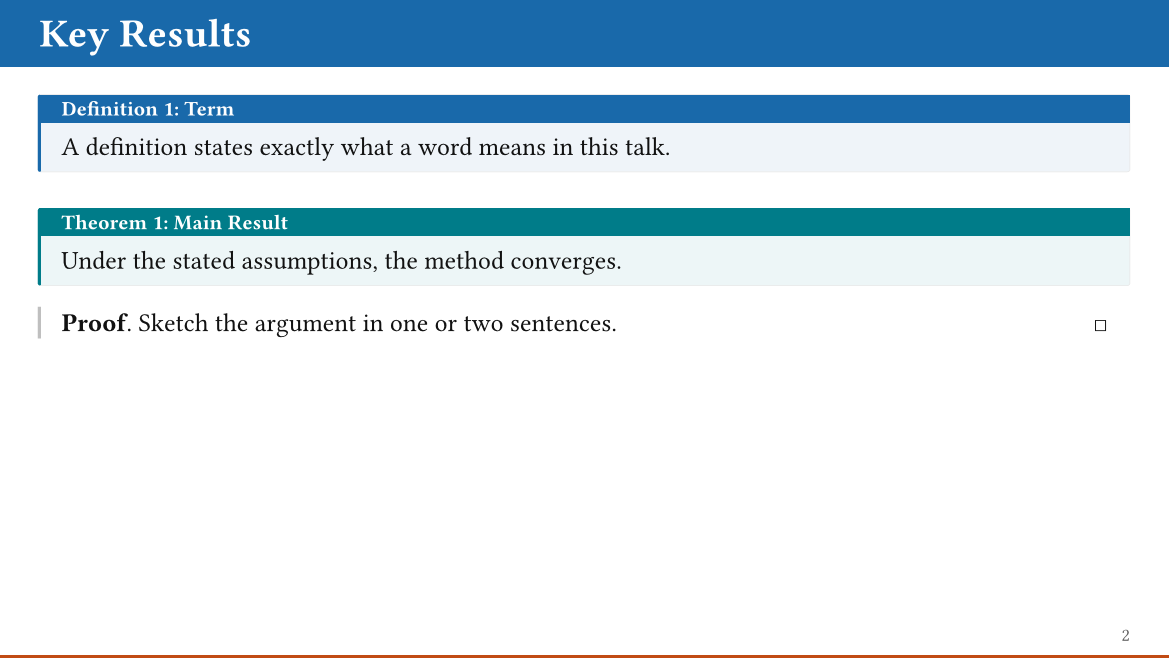 Key Results
Definition 1: Term
A definition states exactly what a word means in this talk.
Theorem 1: Main Result
Under the stated assumptions, the method converges.
Proof. Sketch the argument in one or two sentences. □
2